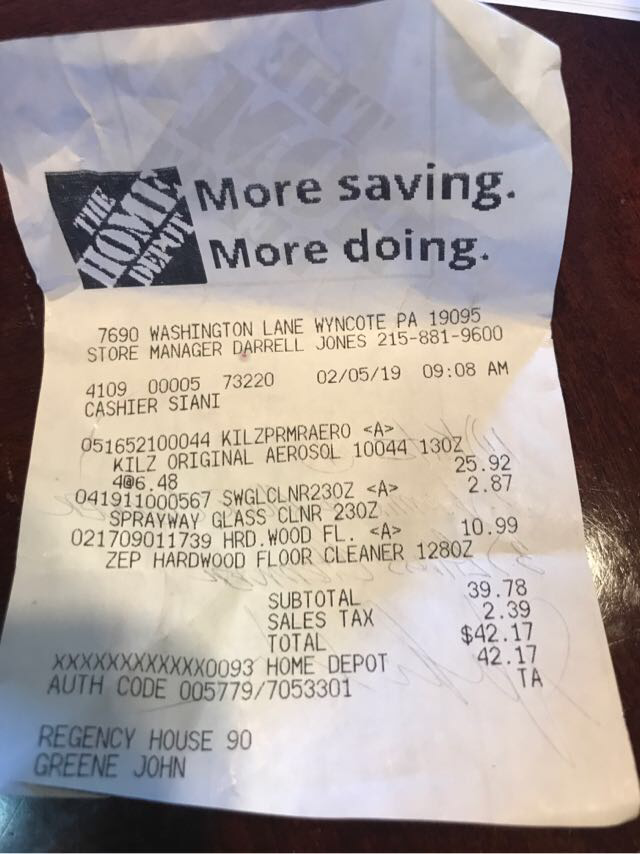 THE
HOME
DEPOT
More saving.
More doing.
7690 WASHINGTON LANE WYNCOTE PA 19095
STORE MANAGER DARRELL JONES 215-881-9600
4109 00005 73220 02/05/19 09:08 AM
CASHIER SIANI
051652100044 KILZPRMRAERO <A>
KILZ ORIGINAL AEROSOL 10044 13OZ
4@6.48 25.92
041911000567 SWGLCLNR23OZ <A> 2.87
SPRAYWAY GLASS CLNR 23OZ
021709011739 HRD.WOOD FL. <A> 10.99
ZEP HARDWOOD FLOOR CLEANER 128OZ
SUBTOTAL 39.78
SALES TAX 2.39
TOTAL $42.17
XXXXXXXXXXXX0093 HOME DEPOT 42.17
AUTH CODE 005779/7053301 TA
REGENCY HOUSE 90
GREENE JOHN